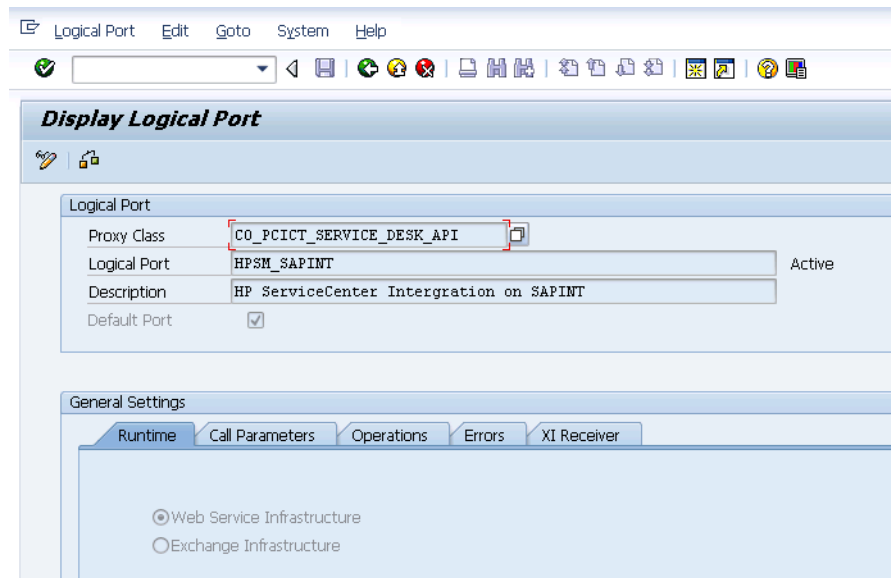 Logical Port Edit Goto System Help
Display Logical Port
Logical Port
Proxy Class CO_PCICT_SERVICE_DESK_API
Logical Port HPSM_SAPINT Active
Description HP ServiceCenter Intergration on SAPINT
Default Port
General Settings
Runtime Call Parameters Operations Errors XI Receiver
Web Service Infrastructure
Exchange Infrastructure